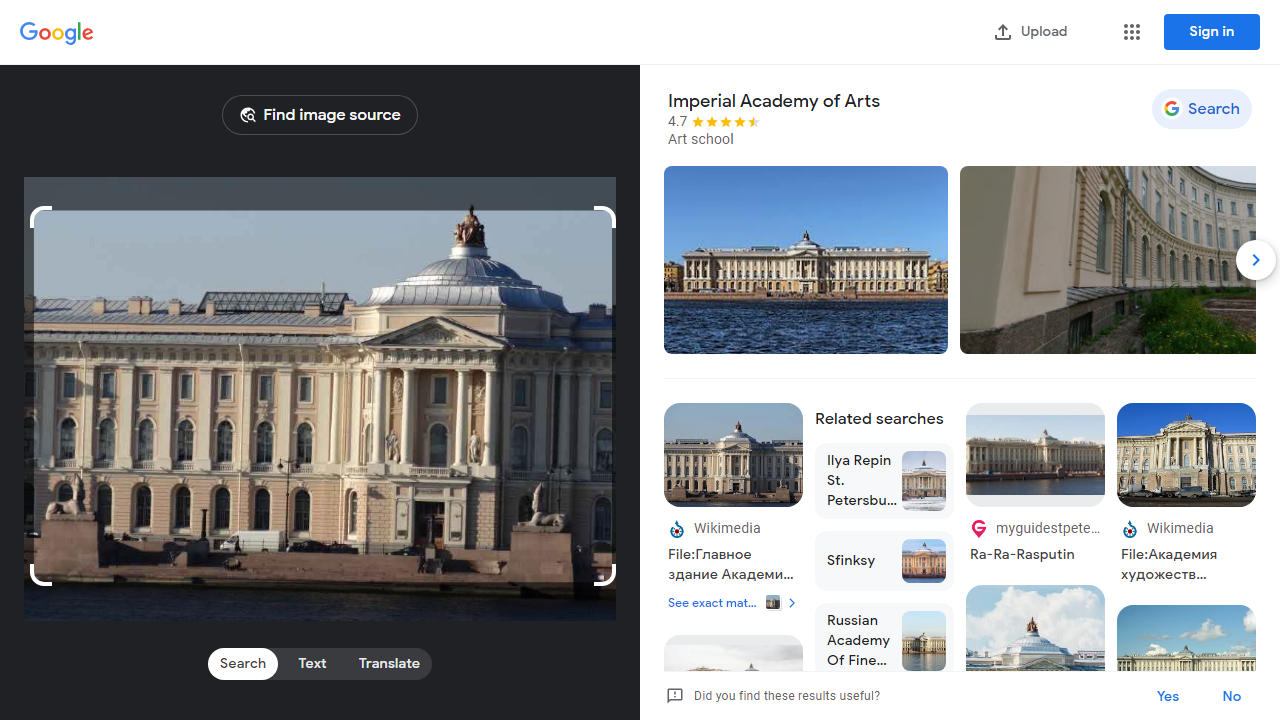 Google
Upload
Sign in
Find image source
Search
Text
Translate
Imperial Academy of Arts
4.7
Art school
Search
Wikimedia
File:Главное
здание Академи...
See exact mat...
Related searches
Ilya Repin
St.
Petersbu...
Sfinksy
Russian
Academy
Of Fine...
myguidestpete...
Ra-Ra-Rasputin
Wikimedia
File:Академия
художеств...
Did you find these results useful?
Yes
No